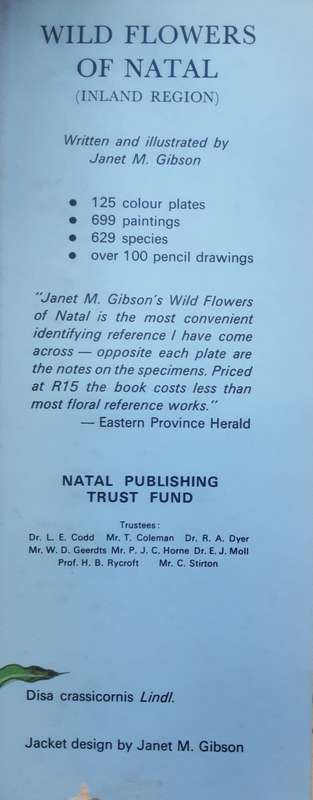 WILD FLOWERS
OF NATAL
(INLAND REGION)
Written and illustrated by
Janet M. Gibson
• 125 colour plates
• 699 paintings
• 629 species
• over 100 pencil drawings
"Janet M. Gibson's Wild Flowers
of Natal is the most convenient
identifying reference I have come
across — opposite each plate are
the notes on the specimens. Priced
at R15 the book costs less than
most floral reference works."
— Eastern Province Herald
NATAL PUBLISHING
TRUST FUND
Trustees:
Dr. L. E. Codd Mr. T. Coleman Dr. R. A. Dyer
Mr. W. D. Geerdts Mr. P. J. C. Horne Dr. E. J. Moll
Prof. H. B. Rycroft Mr. C. Stirton
Disa crassicornis Lindl.
Jacket design by Janet M. Gibson